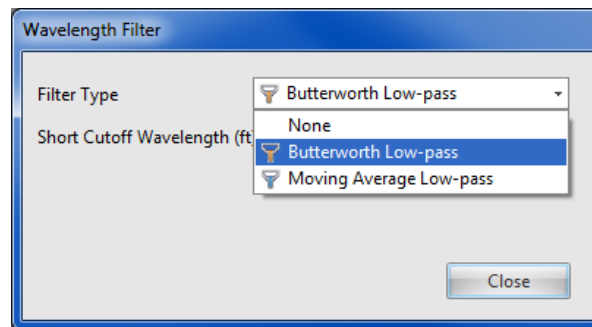 Wavelength Filter
Filter Type
Butterworth Low-pass
Short Cutoff Wavelength (ft
None
Butterworth Low-pass
Moving Average Low-pass
Close